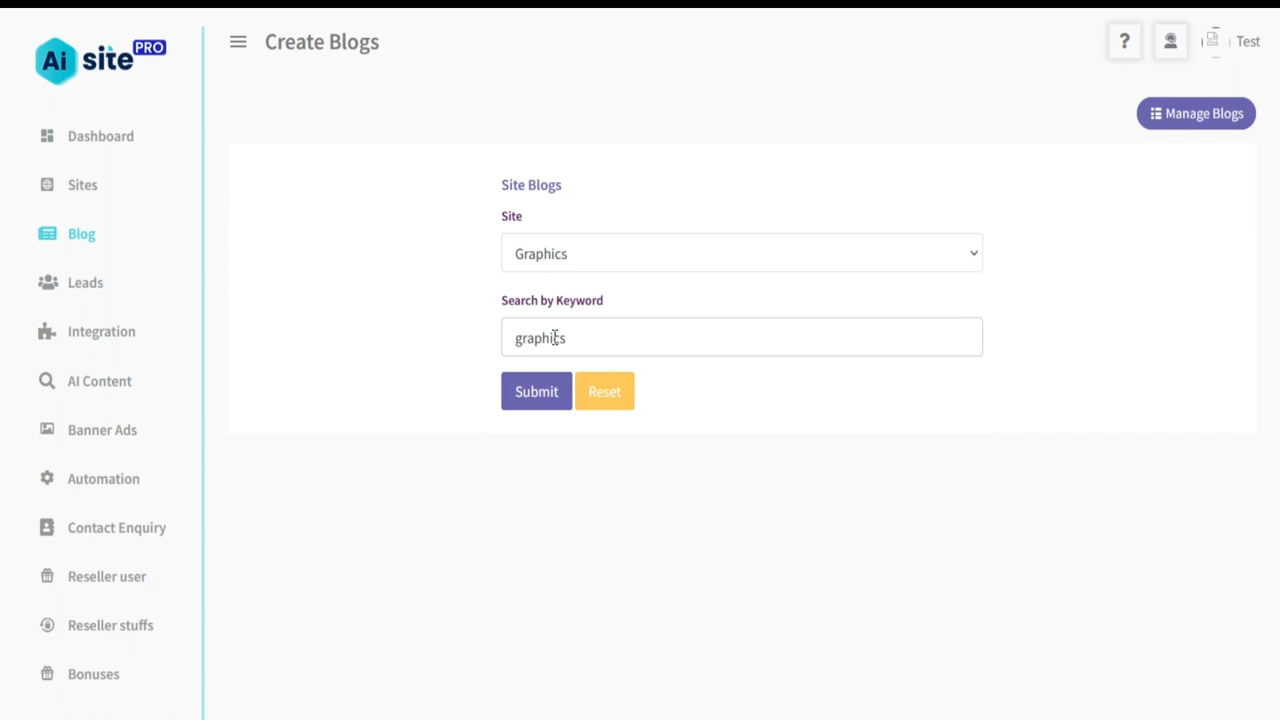 Ai site PRO
Create Blogs
?
Test
Manage Blogs
Dashboard
Sites
Blog
Leads
Integration
AI Content
Banner Ads
Automation
Contact Enquiry
Reseller user
Reseller stuffs
Bonuses
Site Blogs
Site
Graphics
Search by Keyword
graphics
Submit Reset